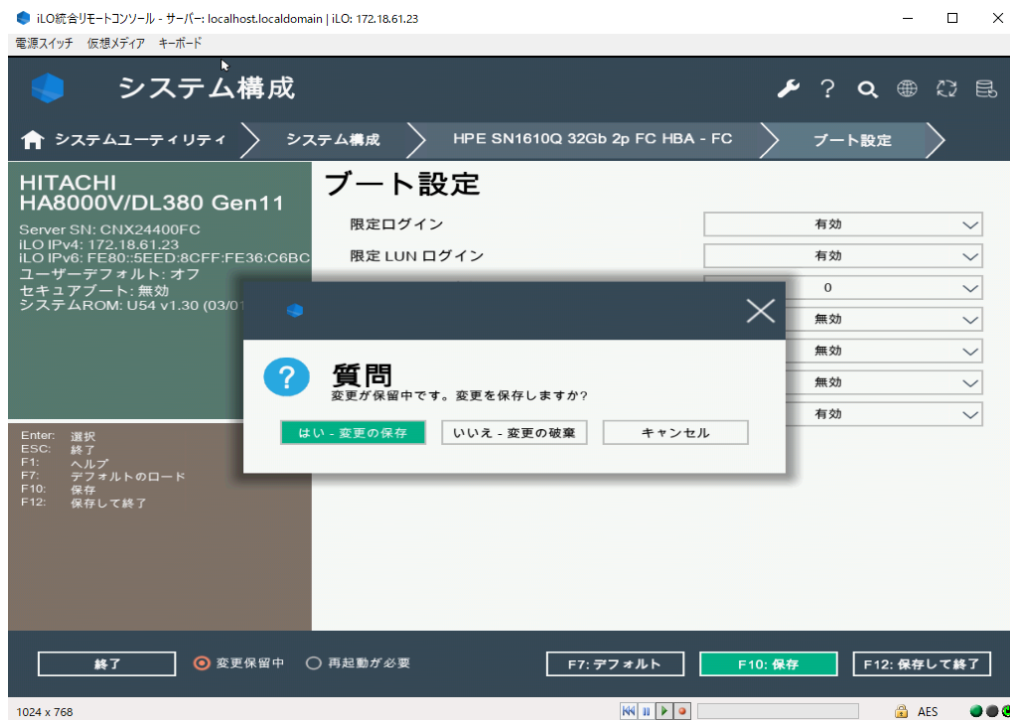 iLO統合リモートコンソール - サーバー: localhost.localdomain | iLO: 172.18.61.23
電源スイッチ 仮想メディア キーボード
システム構成
システムユーティリティ システム構成 HPE SN1610Q 32Gb 2p FC HBA - FC ブート設定
HITACHI
HA8000V/DL380 Gen11
Server SN: CNX24400FC
iLO IPv4: 172.18.61.23
iLO IPv6: FE80::5EED:8CFF:FE36:C6BC
ユーザーデフォルト: オフ
セキュアブート: 無効
システムROM: U54 v1.30 (03/01
Enter: 選択
ESC: 終了
F1: ヘルプ
F7: デフォルトのロード
F10: 保存
F12: 保存して終了
ブート設定
限定ログイン 有効
限定 LUN ログイン 有効
0
無効
無効
無効
有効
質問
変更が保留中です。変更を保存しますか?
はい - 変更の保存 いいえ - 変更の破棄 キャンセル
終了 変更保留中 再起動が必要 F7: デフォルト F10: 保存 F12: 保存して終了
1024 x 768 AES